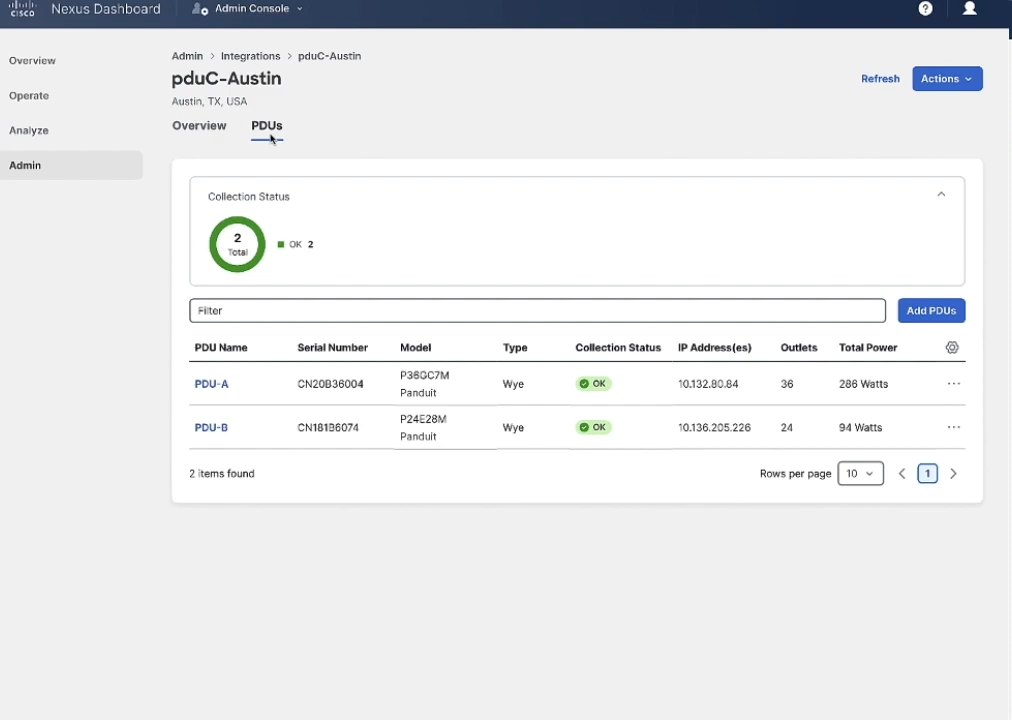 cisco Nexus Dashboard Admin Console
Overview
Operate
Analyze
Admin
Admin > Integrations > pduC-Austin
pduC-Austin
Austin, TX, USA
Refresh Actions
Overview PDUs
Collection Status
2
Total
OK 2
Filter
Add PDUs
PDU Name Serial Number Model Type Collection Status IP Address(es) Outlets Total Power
PDU-A CN20B36004 P36GC7M Panduit Wye OK 10.132.80.84 36 286 Watts ...
PDU-B CN181B6074 P24E28M Panduit Wye OK 10.136.205.226 24 94 Watts ...
2 items found
Rows per page 10 < 1 >